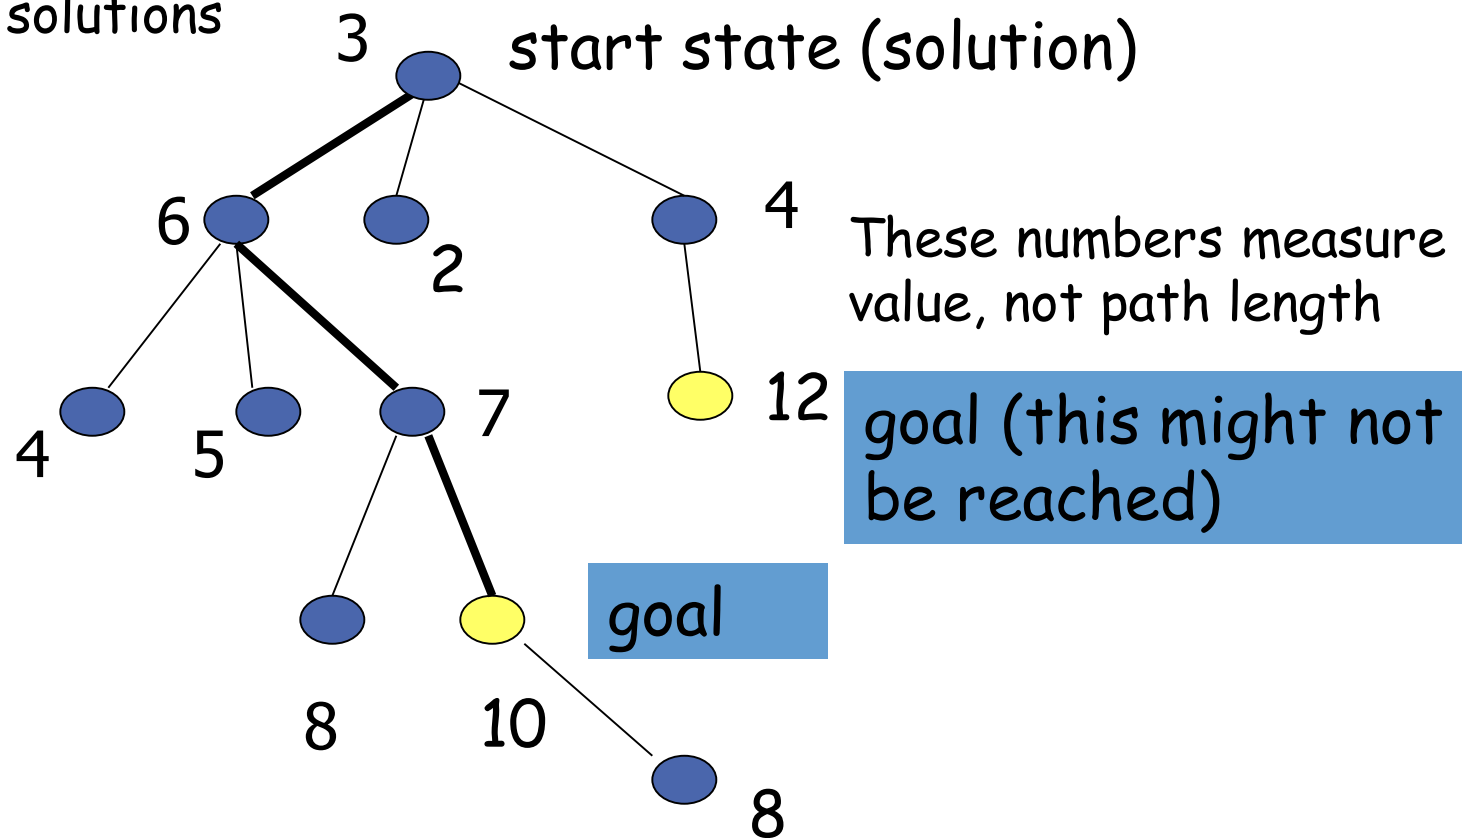 solutions
3
start state (solution)
6
2
4
These numbers measure
value, not path length
4
5
7
12
goal (this might not
be reached)
goal
8
10
8